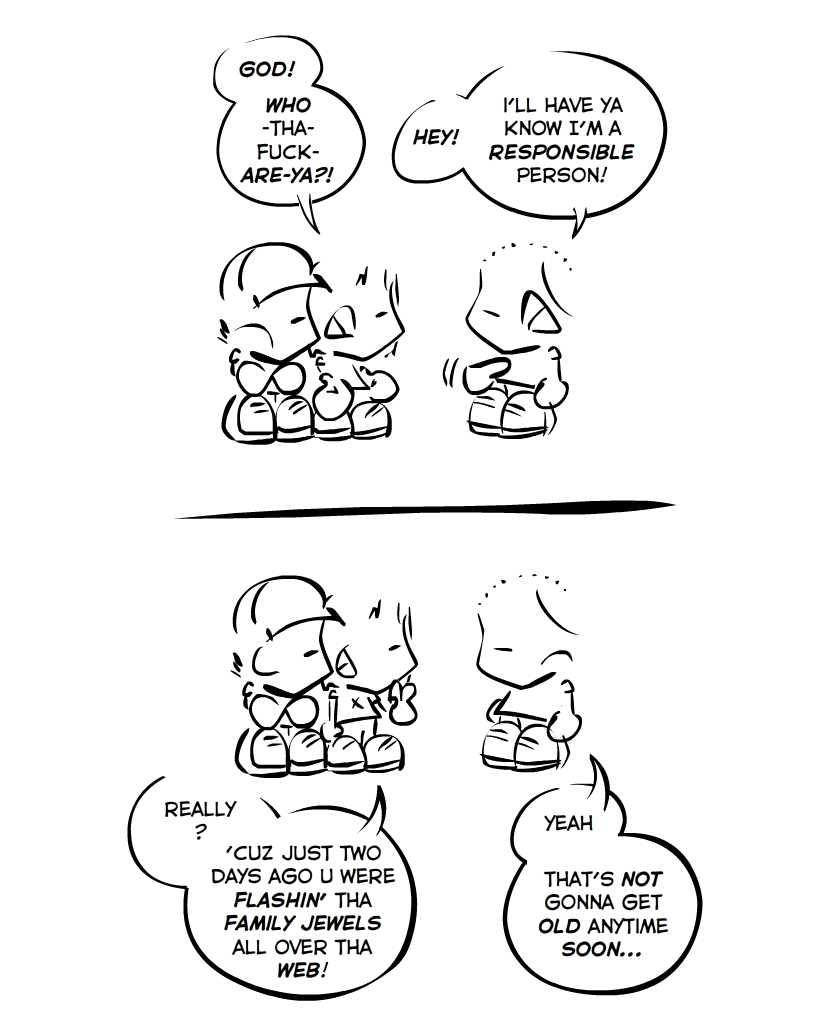 GOD!
WHO
-THA-
FUCK-
ARE-YA?!
HEY!
I'LL HAVE YA
KNOW I'M A
RESPONSIBLE
PERSON!
REALLY
?
'CUZ JUST TWO
DAYS AGO U WERE
FLASHIN' THA
FAMILY JEWELS
ALL OVER THA
WEB!
YEAH
THAT'S NOT
GONNA GET
OLD ANYTIME
SOON...
X